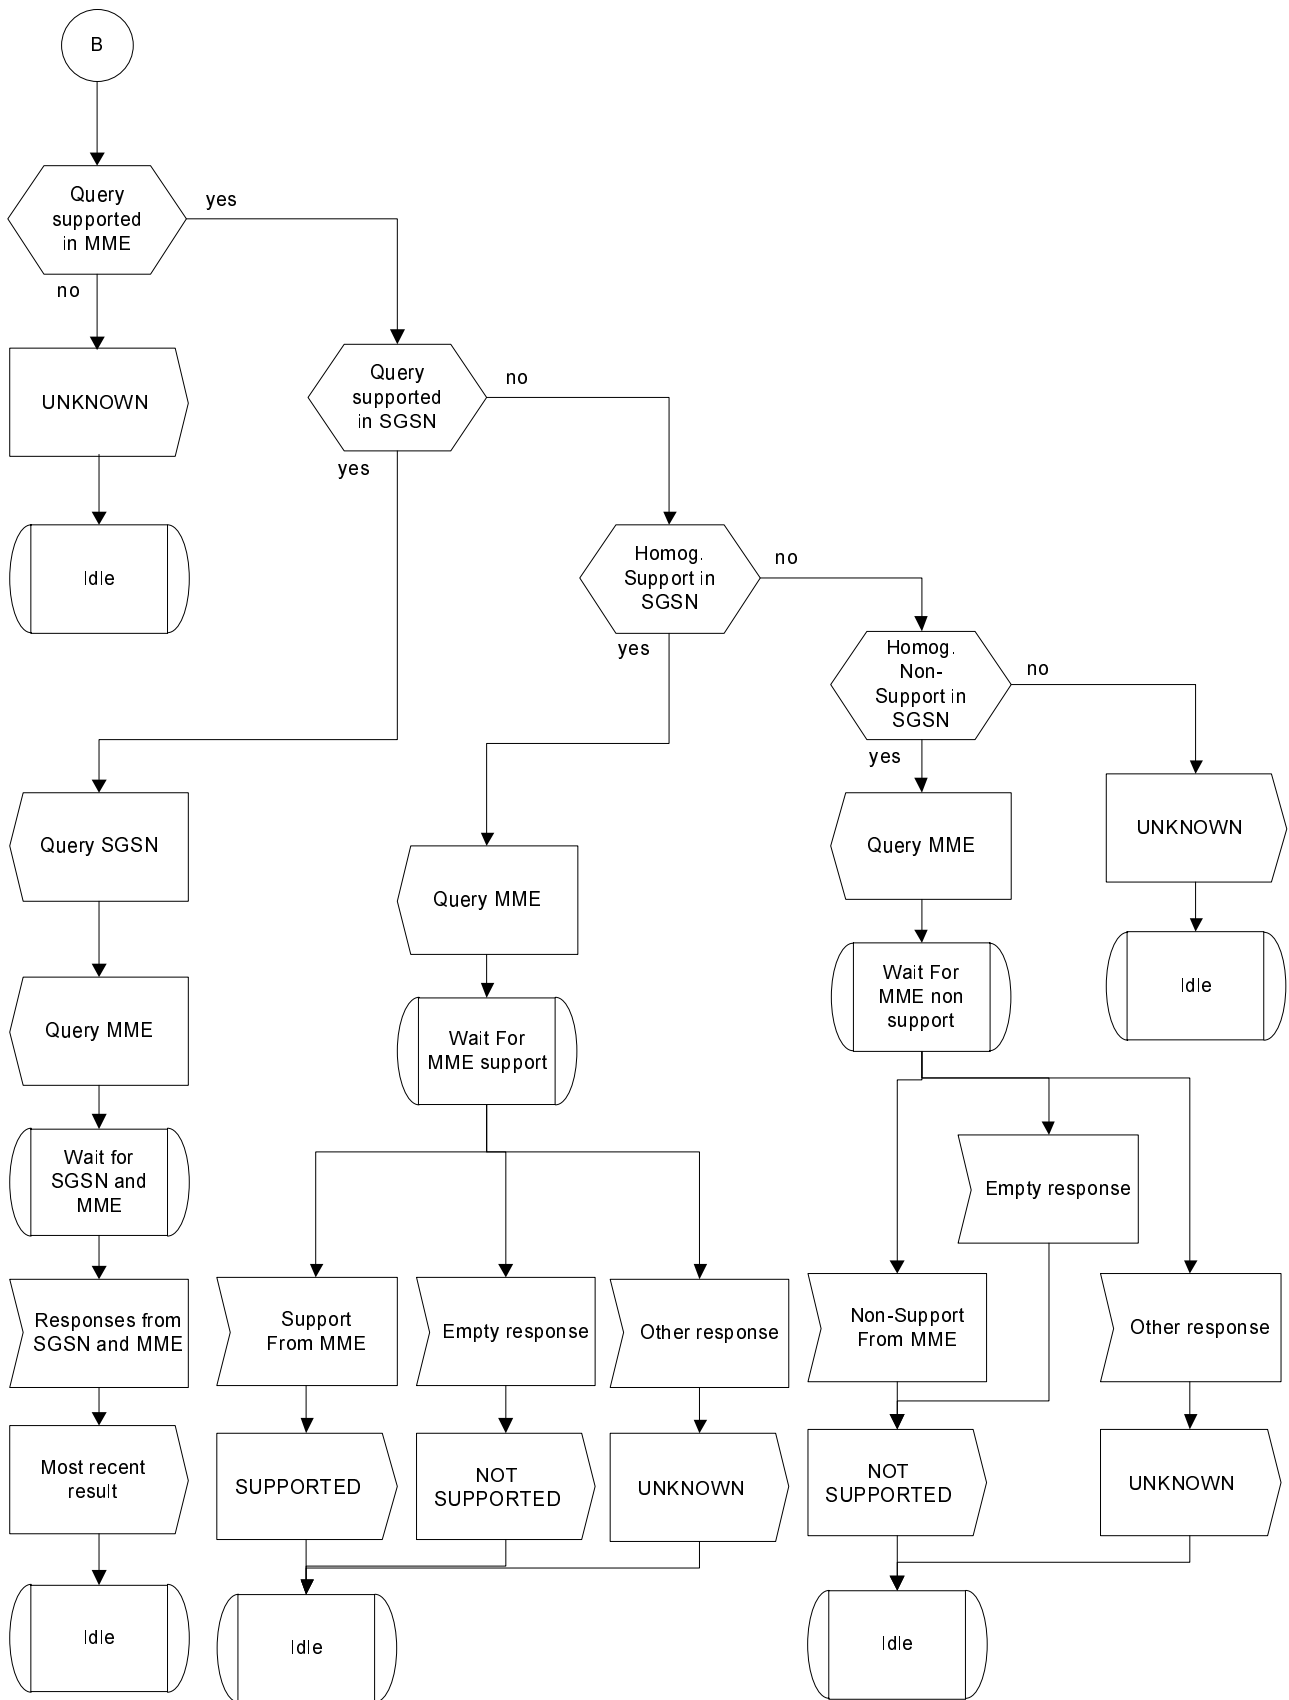 B
Query
supported
in MME
yes
no
UNKNOWN
Idle
Query
supported
in SGSN
no
yes
Homog.
Support in
SGSN
no
yes
Homog.
Non-
Support in
SGSN
no
yes
UNKNOWN
Idle
Query SGSN
Query MME
Wait for
SGSN and
MME
Responses from
SGSN and MME
Most recent
result
Idle
Query MME
Wait For
MME support
Support
From MME
Empty response
Other response
SUPPORTED
NOT
SUPPORTED
UNKNOWN
Idle
Query MME
Wait For
MME non
support
Empty response
Non-Support
From MME
Other response
NOT
SUPPORTED
UNKNOWN
Idle